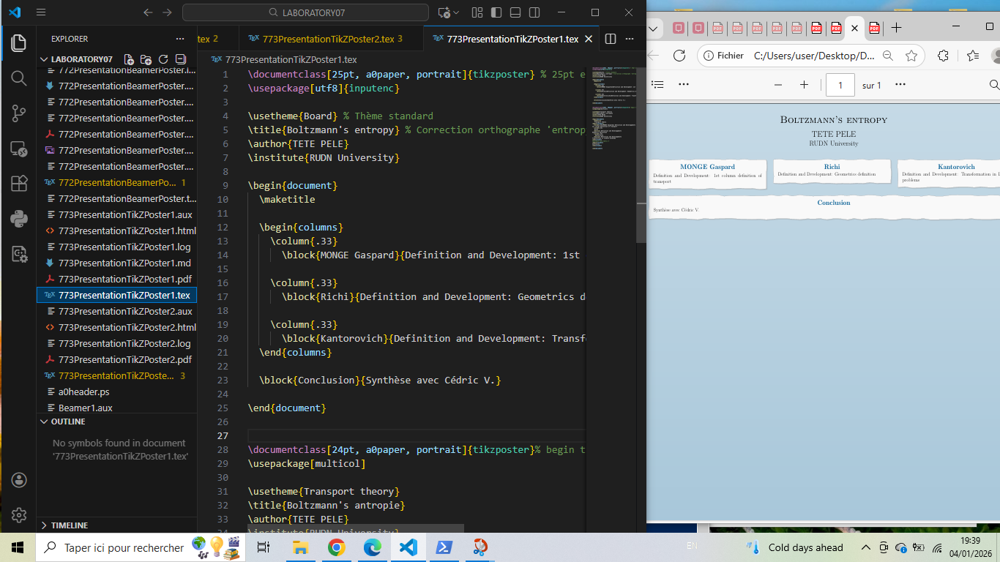 LABORATORY07
EXPLORER
LABORATORY07
772PresentationBeamerPoster.l...
772PresentationBeamerPoster....
772PresentationBeamerPoster....
772PresentationBeamerPoster....
772PresentationBeamerPoster....
772PresentationBeamerPoster....
772PresentationBeamerPoster....
772PresentationBeamerPo... 1
772PresentationBeamerPoster.t...
773PresentationTikZPoster1.aux
773PresentationTikZPoster1.html
773PresentationTikZPoster1.log
773PresentationTikZPoster1.md
773PresentationTikZPoster1.pdf
773PresentationTikZPoster1.tex
773PresentationTikZPoster2.aux
773PresentationTikZPoster2.html
773PresentationTikZPoster2.log
773PresentationTikZPoster2.pdf
773PresentationTikZPoste... 3
a0header.ps
Beamer1.aux
OUTLINE
No symbols found in document
'773PresentationTikZPoster1.tex'
TIMELINE
tex 2
773PresentationTikZPoster2.tex 3
773PresentationTikZPoster1.tex
773PresentationTikZPoster1.tex
1 \documentclass[25pt, a0paper, portrait]{tikzposter} % 25pt e
2 \usepackage[utf8]{inputenc}
3
4 \usetheme{Board} % Thème standard
5 \title{Boltzmann's entropy} % Correction orthographe 'entrop
6 \author{TETE PELE}
7 \institute{RUDN University}
8
9 \begin{document}
10 \maketitle
11
12 \begin{columns}
13 \column{.33}
14 \block{MONGE Gaspard}{Definition and Development: 1st
15
16 \column{.33}
17 \block{Richi}{Definition and Development: Geometrics d
18
19 \column{.33}
20 \block{Kantorovich}{Definition and Development: Transf
21 \end{columns}
22
23 \block{Conclusion}{Synthèse avec Cédric V.}
24
25 \end{document}
26
27
28 \documentclass[24pt, a0paper, portrait]{tikzposter}% begin t
29 \usepackage[multicol]
30
31 \usetheme{Transport theory}
32 \title{Boltzmann's antropie}
33 \author{TETE PELE}
34 \institute{RUDN University}
Fichier
C:/Users/user/Desktop/D...
1
sur 1
Boltzmann's entropy
TETE PELE
RUDN University
MONGE Gaspard
Definition and Development: 1st column definition of
transport
Richi
Definition and Development: Geometrics definition
Kantorovich
Definition and Development: Transformation in
problems
Conclusion
Synthèse avec Cédric V.
Taper ici pour rechercher
EN
Cold days ahead
19:39
04/01/2026